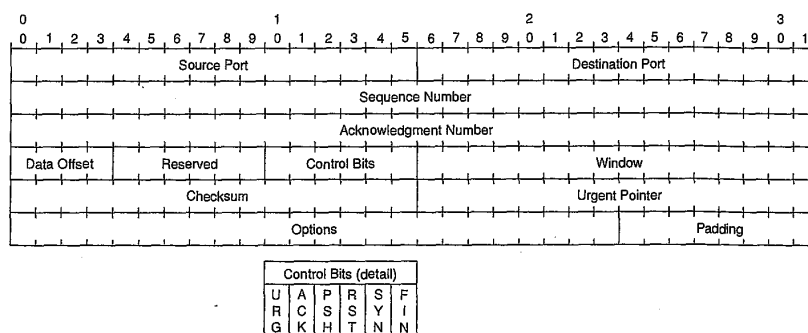 0 1 2 3
0 1 2 3 4 5 6 7 8 9 0 1 2 3 4 5 6 7 8 9 0 1 2 3 4 5 6 7 8 9 0 1
Source Port Destination Port
Sequence Number
Acknowledgment Number
Data Offset Reserved Control Bits Window
Checksum Urgent Pointer
Options Padding
Control Bits (detail)
U A P R S F
R C S S Y I
G K H T N N